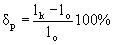 δₚ = (lₖ − lₒ) / lₒ 100%